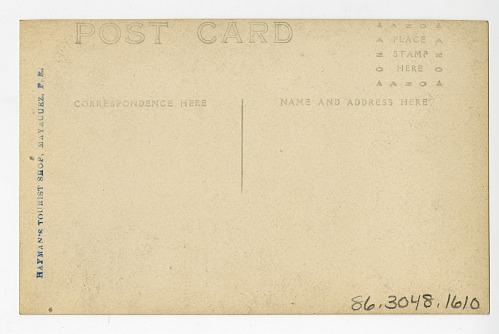 POST CARD
A A Z O A
A PLACE A
N STAMP N
O HERE O
A A N O A
CORRESPONDENCE HERE
NAME AND ADDRESS HERE
HAYMAN'S TOURIST SHOP, MAYAGUEZ, P. R.
86.3048.1610